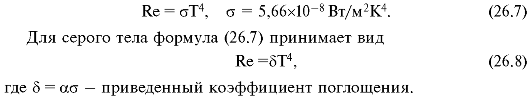 Re = σT⁴, σ = 5,66×10⁻⁸ Вт/м²К⁴. (26.7)
Для серого тела формула (26.7) принимает вид
Re =δT⁴, (26.8)
где δ = ασ − приведенный коэффициент поглощения.